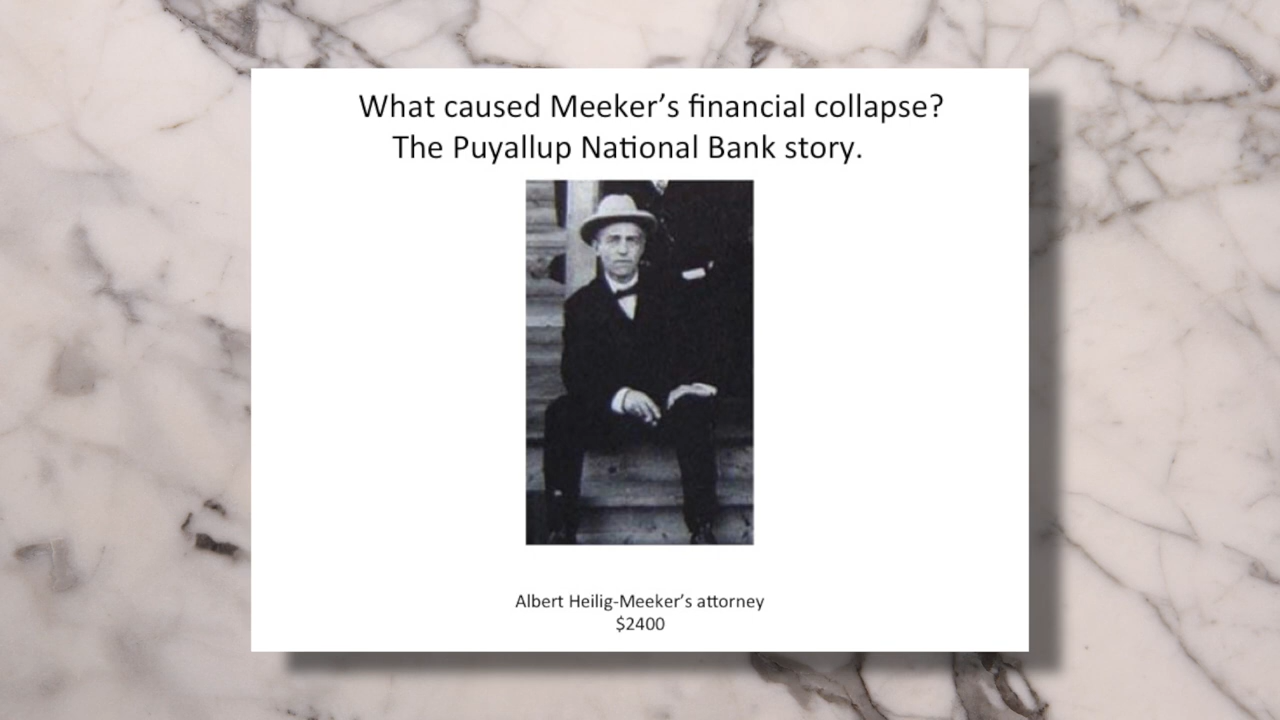 What caused Meeker’s financial collapse?
The Puyallup National Bank story.
Albert Heilig-Meeker’s attorney
$2400